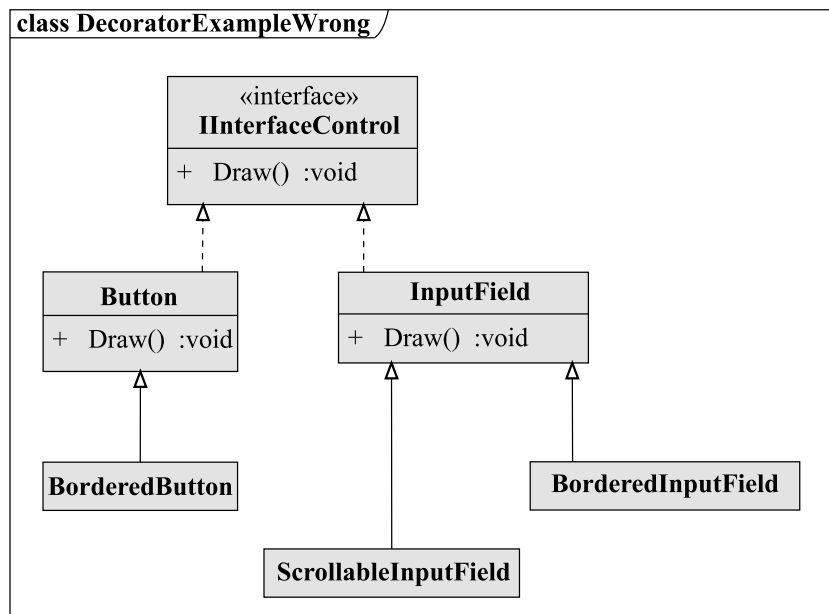 class DecoratorExampleWrong
«interface»
IInterfaceControl
+ Draw() :void
Button
+ Draw() :void
InputField
+ Draw() :void
BorderedButton
BorderedInputField
ScrollableInputField